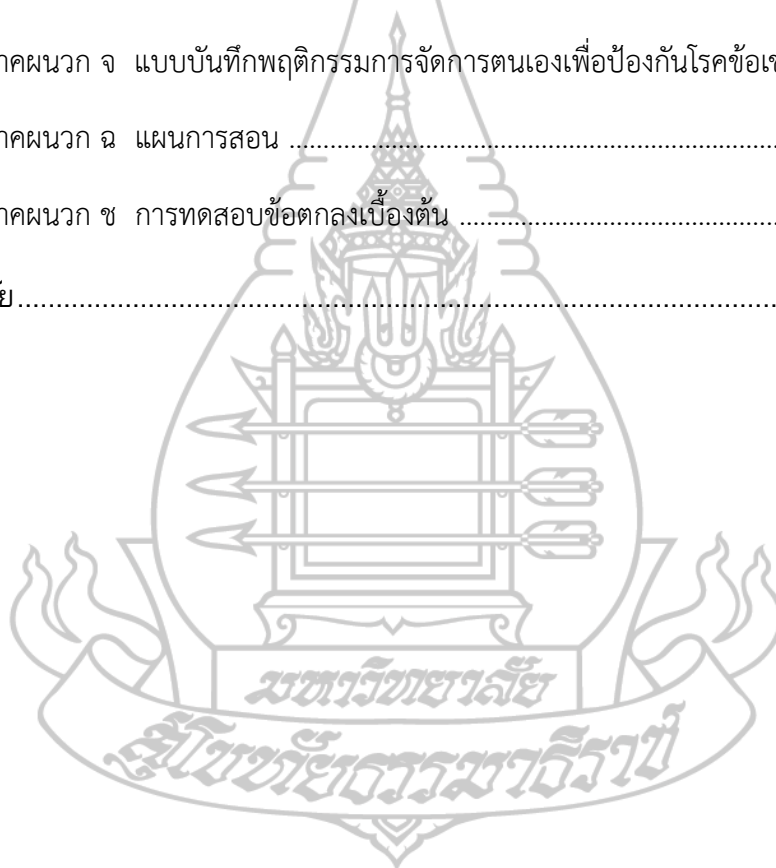 าคผนวก จ แบบบันทึกพฤติกรรมการจัดการตนเองเพื่อป้องกันโรคข้อเข
าคผนวก ฉ แผนการสอน ................................................................................
าคผนวก ช การทดสอบข้อตกลงเบื้องต้น ....................................................
ัย................................................................................................................
มหาวิทยาลัย
สุโขทัยธรรมาธิราช